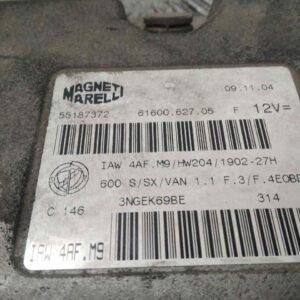 MAGNETI MARELLI 09.11.04
55187372 61600.627.05 F 12V=
IAW 4AF.M9/HW204/1902-27H
600 S/SX/VAN 1.1 F.3/F.4EOBD
C 146 3NGEK69BE 314
IAW 4AF.M9